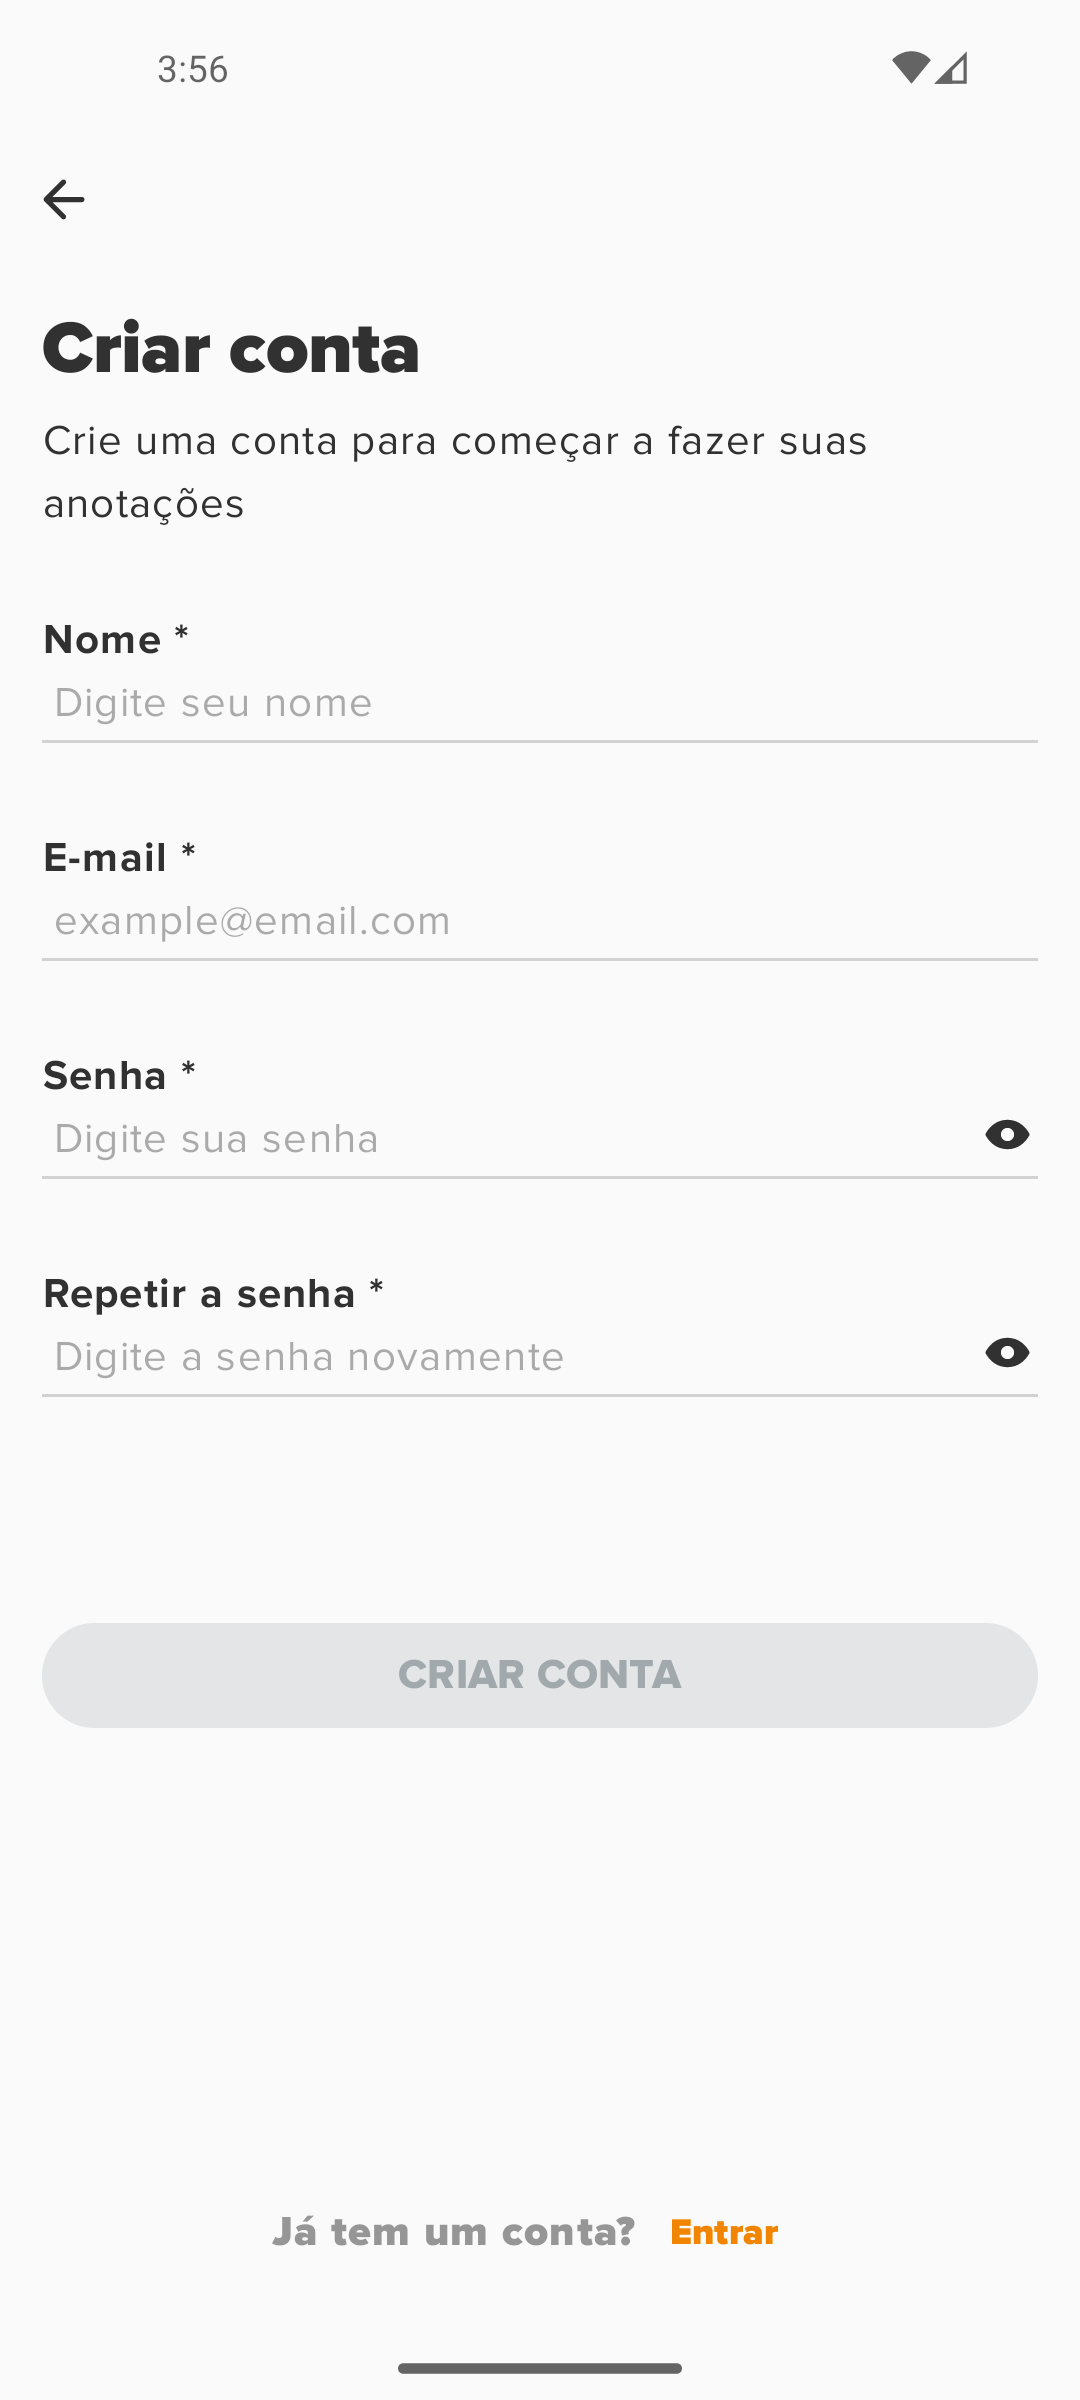 3:56
Criar conta
Crie uma conta para começar a fazer suas
anotações
Nome *
Digite seu nome
E-mail *
example@email.com
Senha *
Digite sua senha
Repetir a senha *
Digite a senha novamente
CRIAR CONTA
Já tem um conta? Entrar